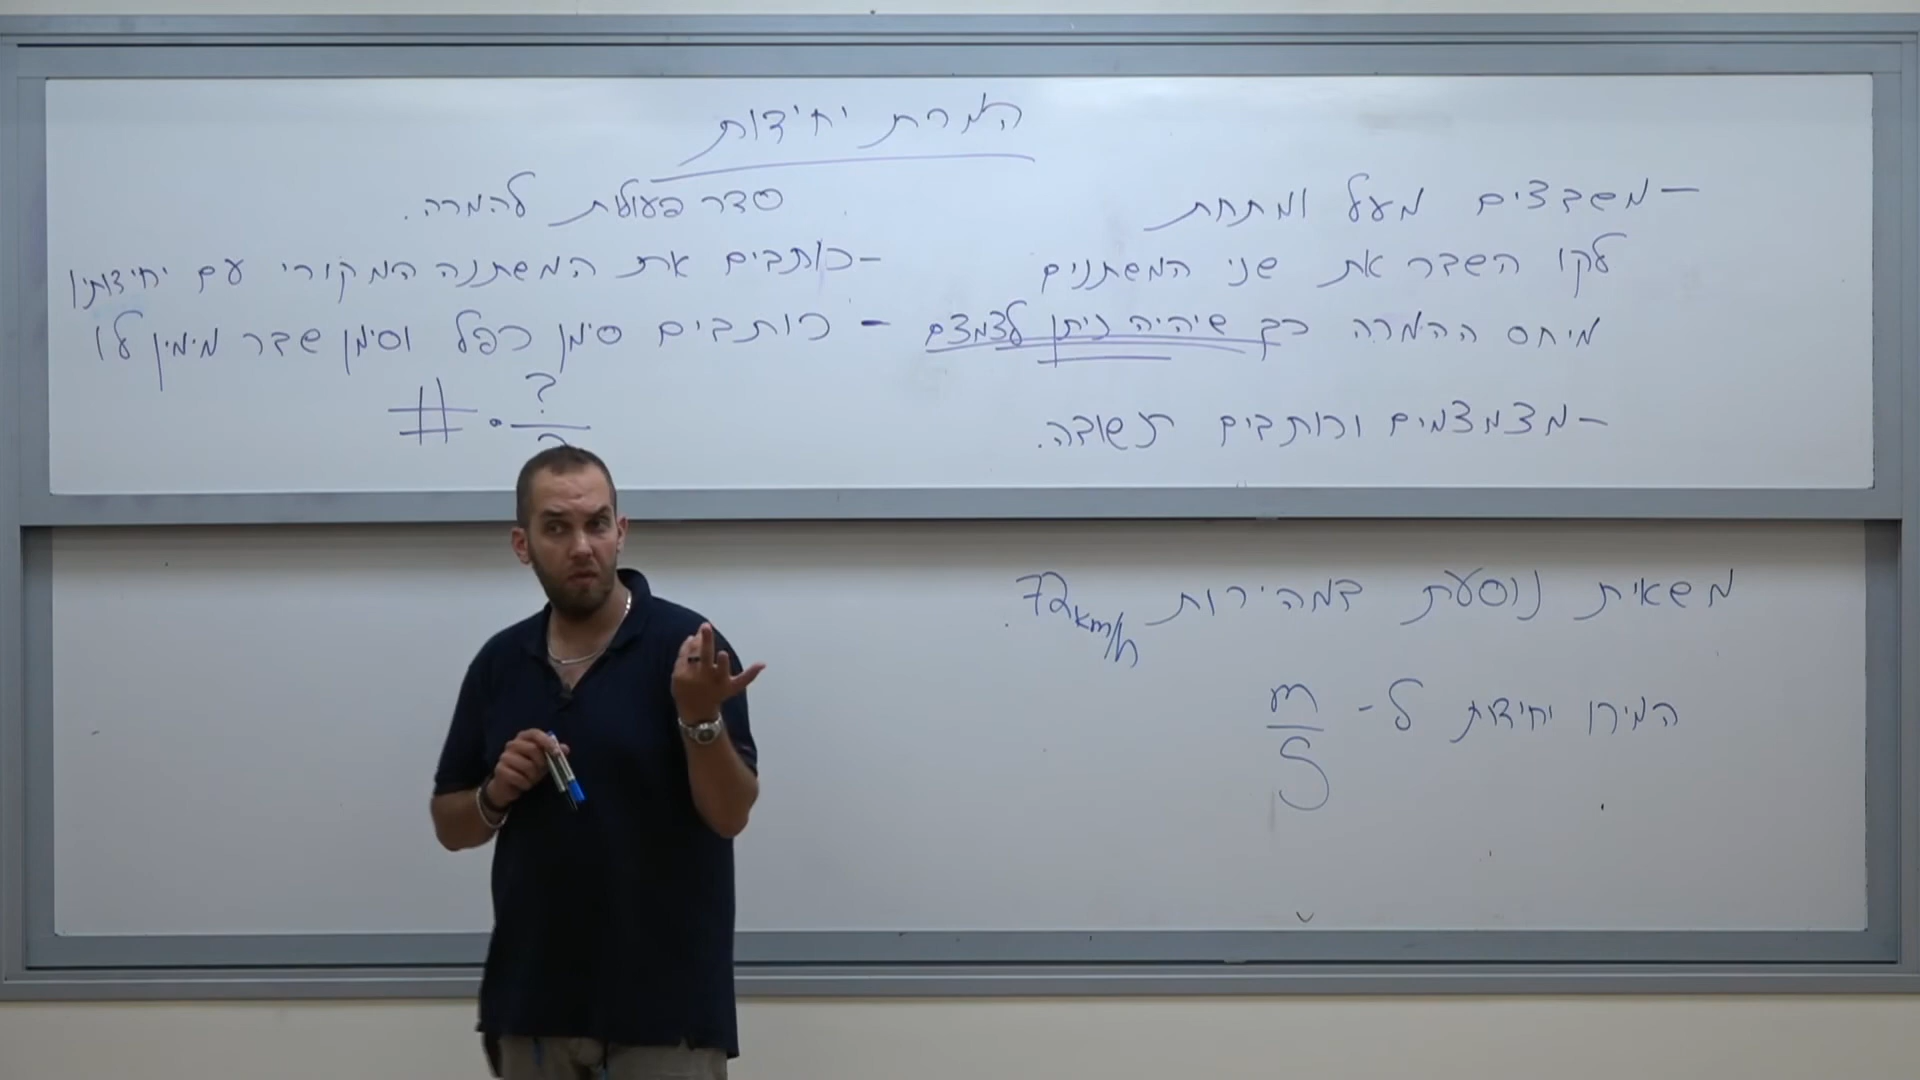 המרת יחידות
סדר פעולות להמרה.
-כותבים את המשתנה המקורי עם יחידותיו
- כותבים סימן כפל וסימן שבר מימין לו
# · ?/?
-משבצים מעל ומתחת
לקו השבר את שני המשתנים
מיחס ההמרה כך שיהיה ניתן לצמצם
-מצמצמים וכותבים תשובה.
משאית נוסעת במהירות 72km/h.
המירו יחידות ל- m/s